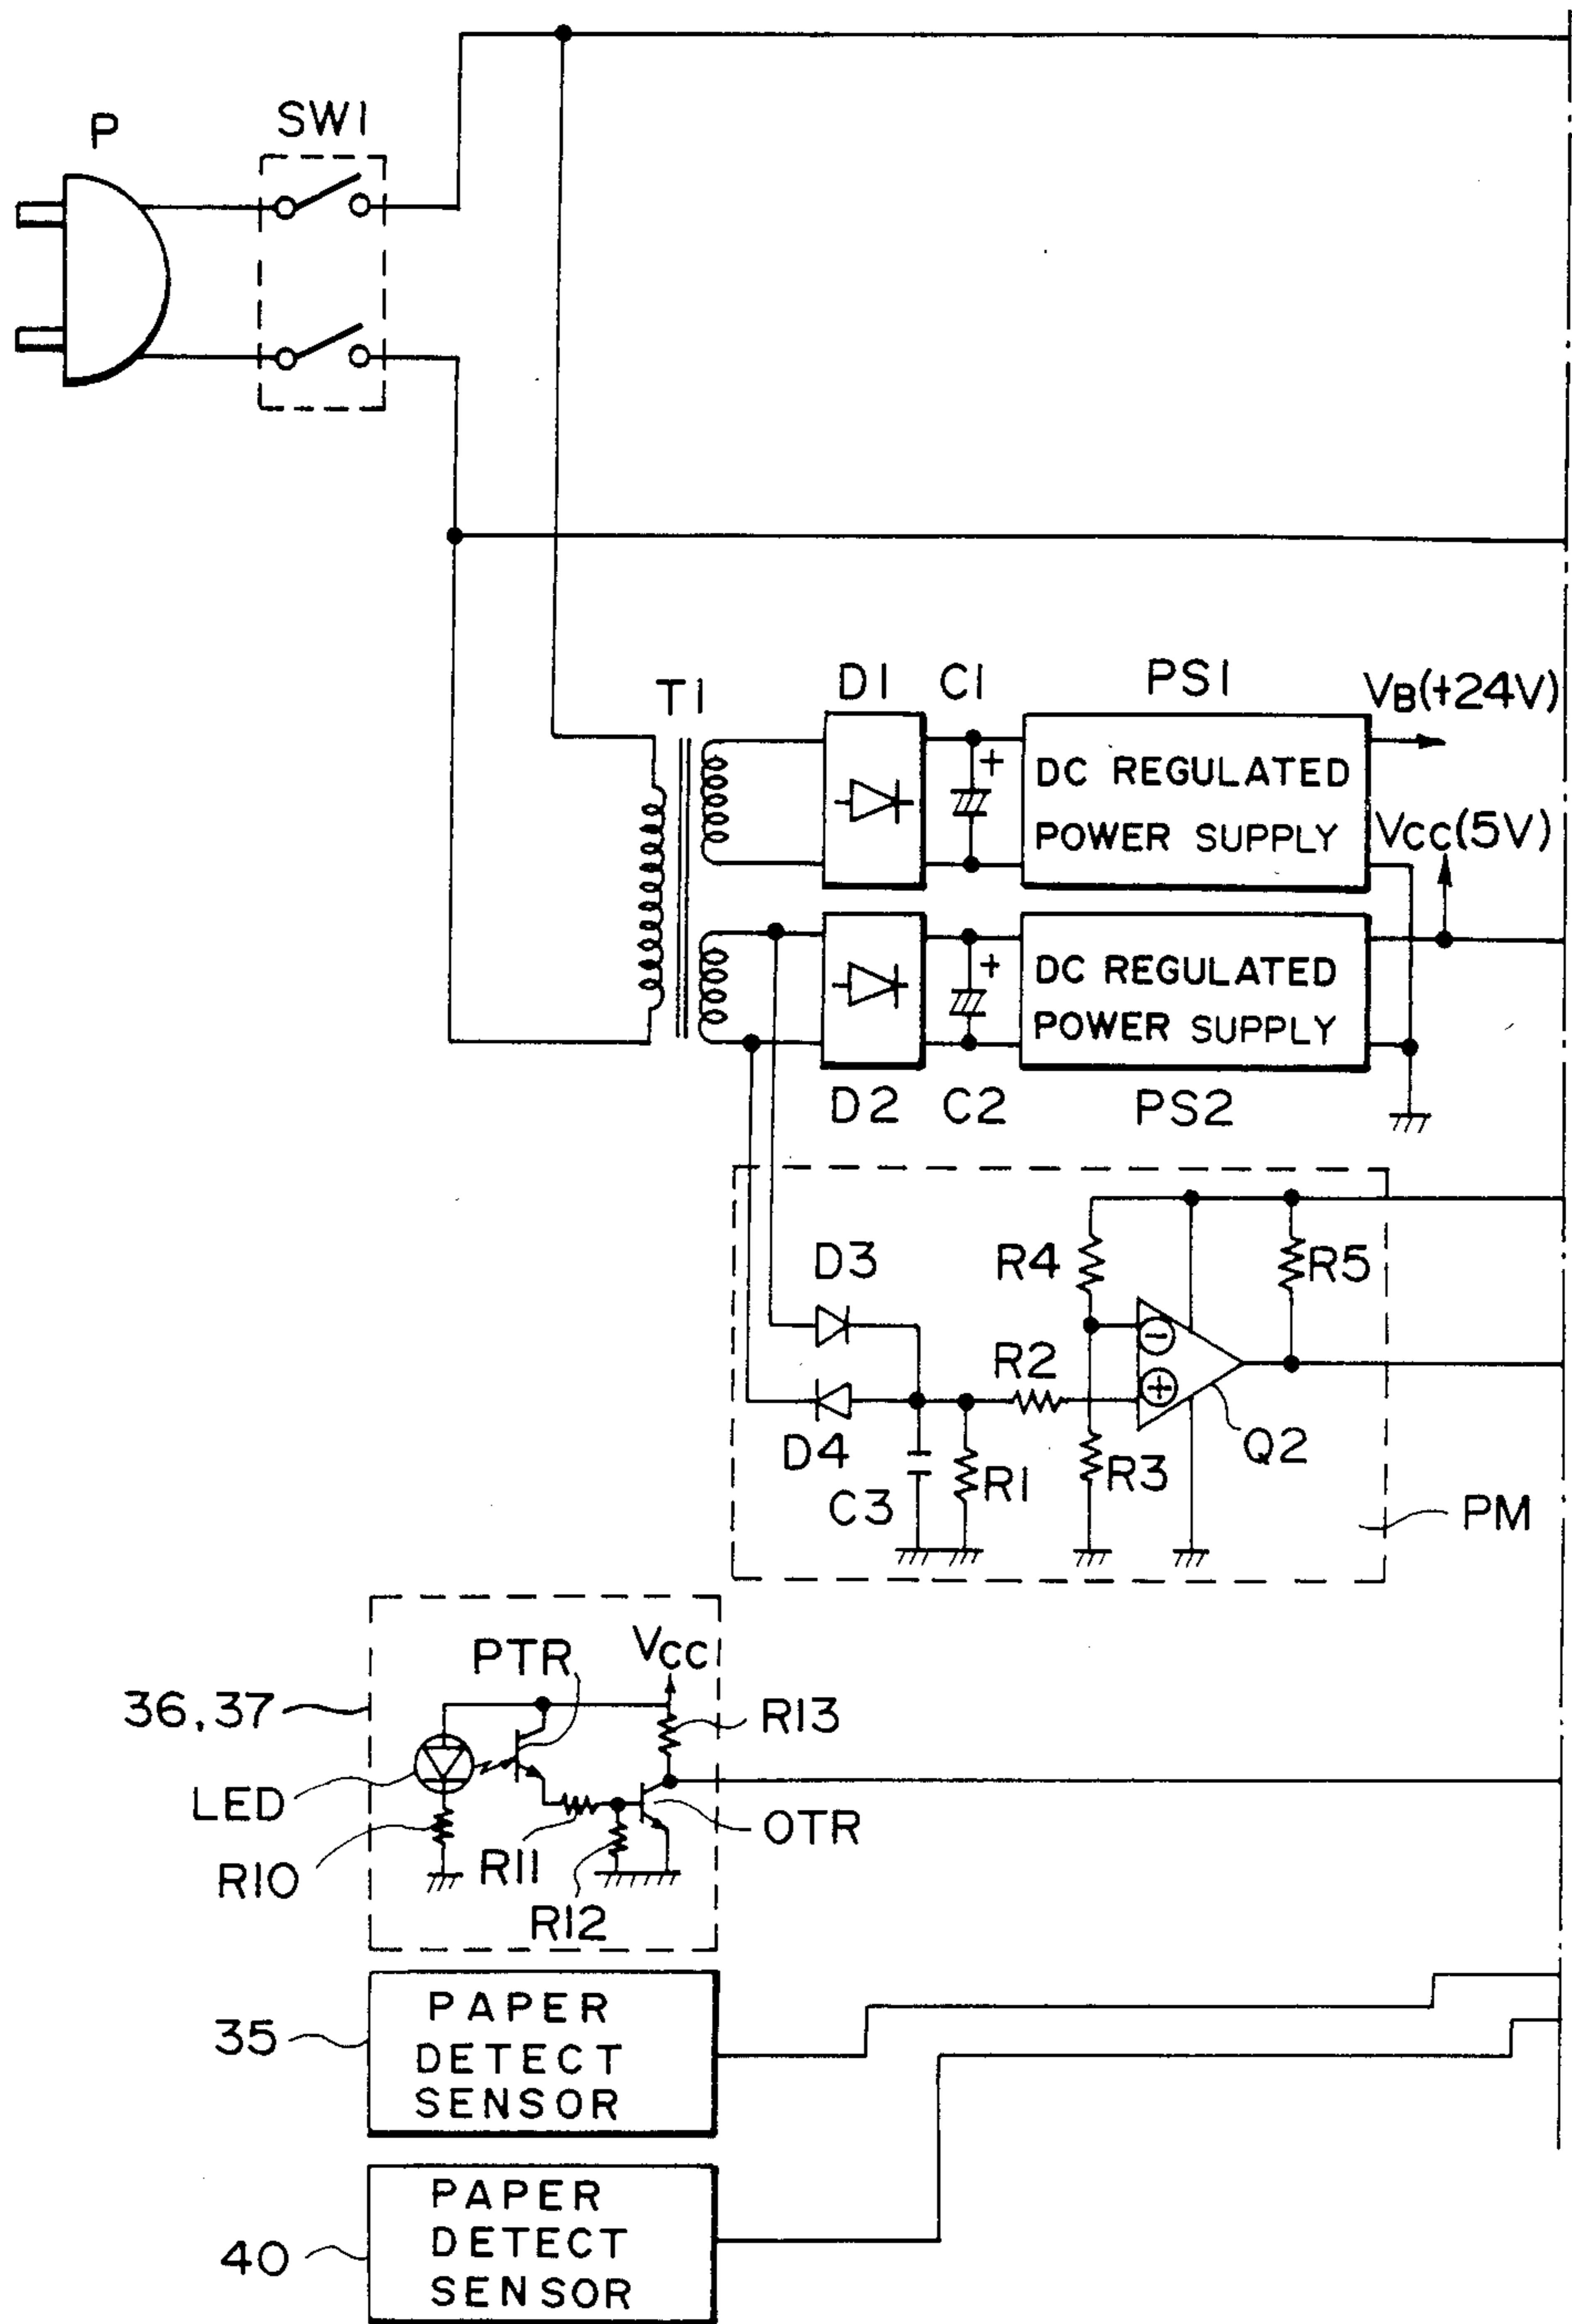 P
SW1
T1
D1
C1
PS1
VB(+24V)
DC REGULATED
POWER SUPPLY
+
VCC(5V)
DC REGULATED
POWER SUPPLY
+
D2
C2
PS2
D3
R4
R5
R2
−
+
D4
C3
R1
R3
Q2
PM
PTR
VCC
36,37
R13
LED
OTR
R10
R11
R12
35
PAPER
DETECT
SENSOR
40
PAPER
DETECT
SENSOR